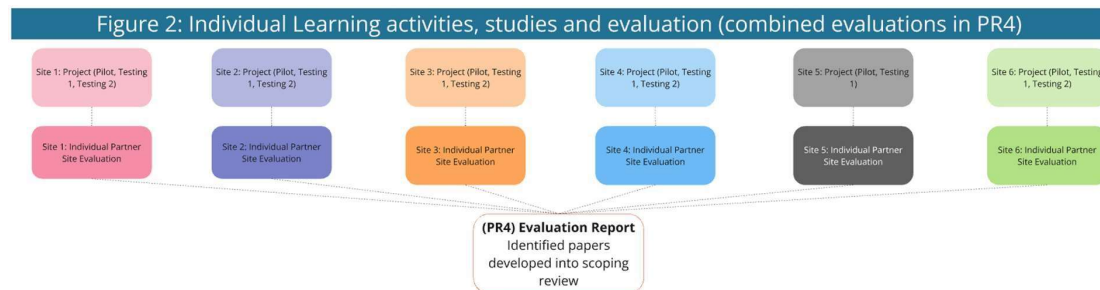 Figure 2: Individual Learning activities, studies and evaluation (combined evaluations in PR4)
Site 1: Project (Pilot, Testing
1, Testing 2)
Site 2: Project (Pilot, Testing
1, Testing 2)
Site 3: Project (Pilot, Testing
1, Testing 2)
Site 4: Project (Pilot, Testing
1, Testing 2)
Site 5: Project (Pilot, Testing
1)
Site 6: Project (Pilot, Testing
1, Testing 2)
Site 1: Individual Partner
Site Evaluation
Site 2: Individual Partner
Site Evaluation
Site 3: Individual Partner
Site Evaluation
Site 4: Individual Partner
Site Evaluation
Site 5: Individual Partner
Site Evaluation
Site 6: Individual Partner
Site Evaluation
(PR4) Evaluation Report
Identified papers
developed into scoping
review